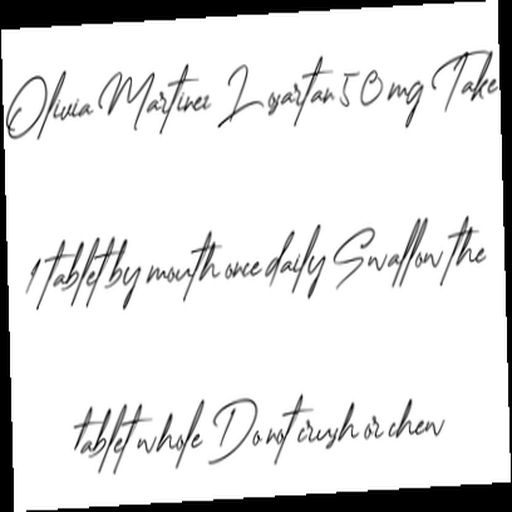 Olivia Martinez Losartan 50 mg Take
1 tablet by mouth once daily Swallow the
tablet whole Do not crush or chew